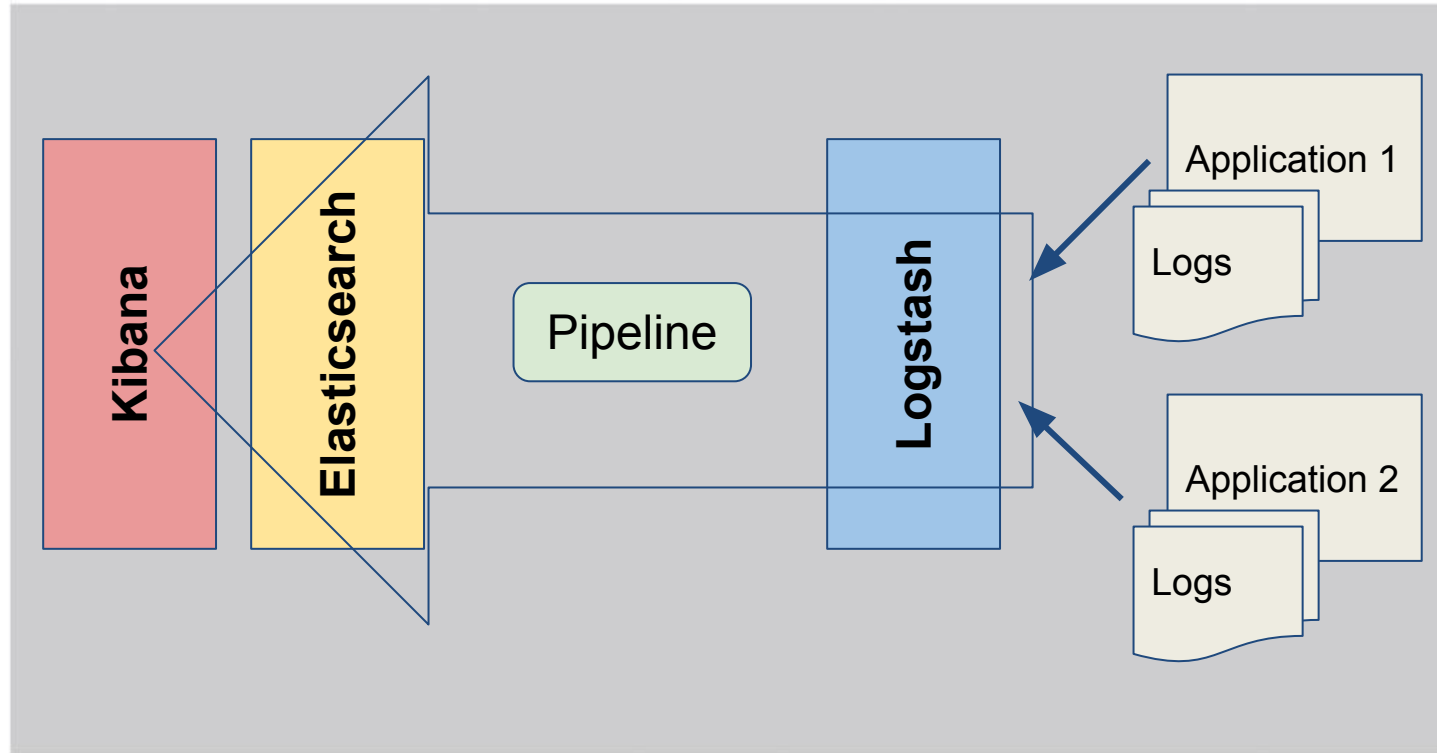 Kibana
Elasticsearch
Pipeline
Logstash
Application 1
Logs
Application 2
Logs